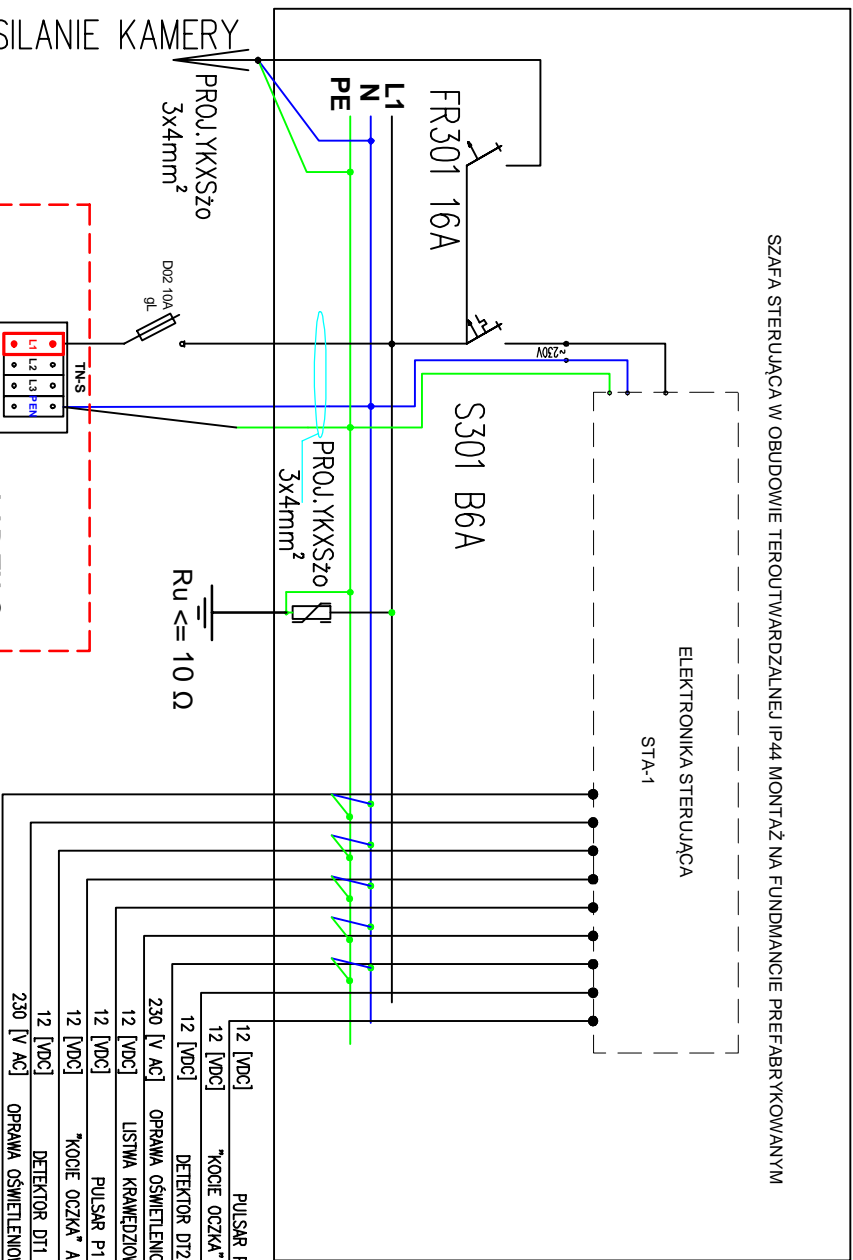 SZAFA STERUJĄCA W OBUDOWIE TEROUTWARDZALNEJ IP44 MONTAŻ NA FUNDMANCIE PREFABRYKOWANYM
ELEKTRONIKA STERUJĄCA
STA-1
FR301 16A
S301 B6A
~230V
L1
N
PE
KAMERY
PROJ.YKXSżo
3x4mm²
PROJ.YKXSżo
3x4mm²
D02 10A
gL
Ru <= 10 Ω
TN-S
L1
L2
L3
PEN
12 [VDC] PULSAR
12 [VDC] "KOCIE OCZKA"
12 [VDC] DETEKTOR DT2
230 [V AC] OPRAWA
12 [VDC] LISTWA
12 [VDC] PULSAR P1
12 [VDC] "KOCIE OCZKA" A
12 [VDC] DETEKTOR DT1
230 [V AC] OPRAWA